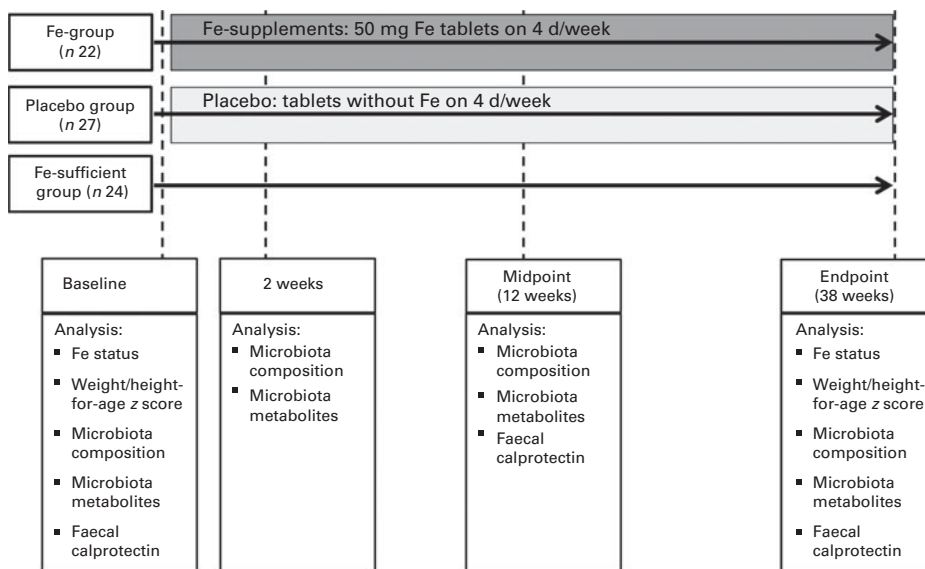 Fe-group
(n 22)
Fe-supplements: 50 mg Fe tablets on 4 d/week
Placebo group
(n 27)
Placebo: tablets without Fe on 4 d/week
Fe-sufficient
group (n 24)
Baseline
Analysis:
▪ Fe status
▪ Weight/height-
for-age z score
▪ Microbiota
composition
▪ Microbiota
metabolites
▪ Faecal
calprotectin
2 weeks
Analysis:
▪ Microbiota
composition
▪ Microbiota
metabolites
Midpoint
(12 weeks)
Analysis:
▪ Microbiota
composition
▪ Microbiota
metabolites
▪ Faecal
calprotectin
Endpoint
(38 weeks)
Analysis:
▪ Fe status
▪ Weight/height-
for-age z score
▪ Microbiota
composition
▪ Microbiota
metabolites
▪ Faecal
calprotectin